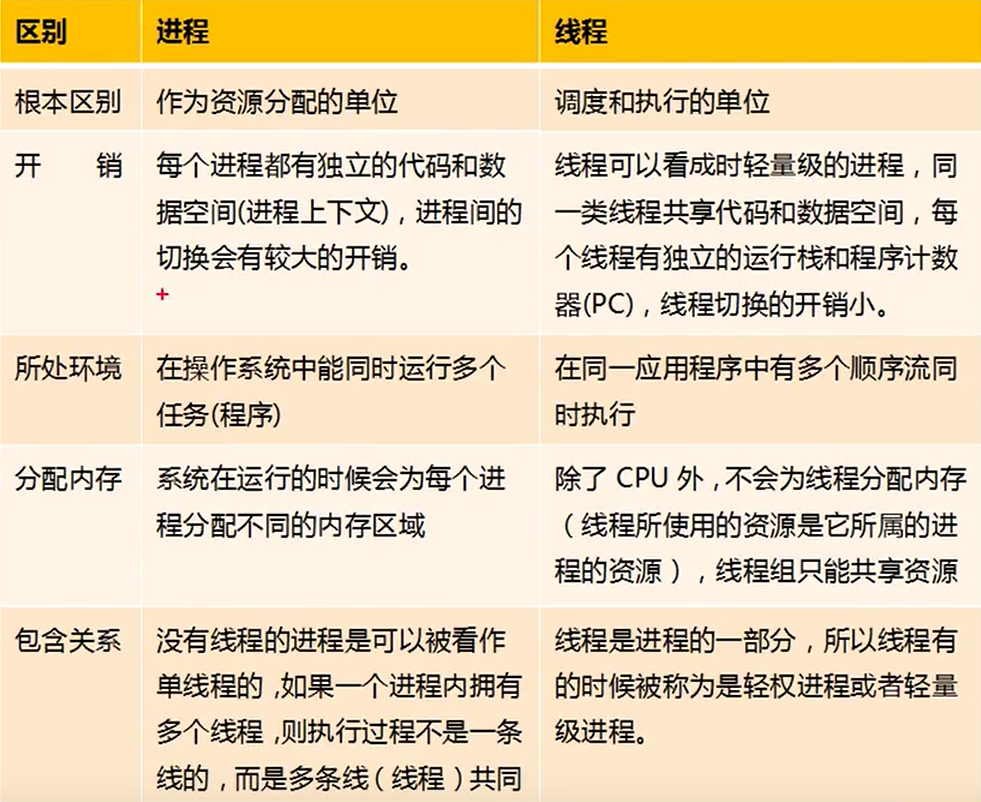 区别 进程 线程
根本区别 作为资源分配的单位 调度和执行的单位
开 销 每个进程都有独立的代码和数 线程可以看成时轻量级的进程，同
据空间(进程上下文)，进程间的 一类线程共享代码和数据空间，每
切换会有较大的开销。 个线程有独立的运行栈和程序计数
器(PC)，线程切换的开销小。
所处环境 在操作系统中能同时运行多个 在同一应用程序中有多个顺序流同
任务(程序) 时执行
分配内存 系统在运行的时候会为每个进 除了 CPU 外，不会为线程分配内存
程分配不同的内存区域 （线程所使用的资源是它所属的进
程的资源），线程组只能共享资源
包含关系 没有线程的进程是可以被看作 线程是进程的一部分，所以线程有
单线程的，如果一个进程内拥有 的时候被称为是轻权进程或者轻量
多个线程，则执行过程不是一条 级进程。
线的，而是多条线（线程）共同